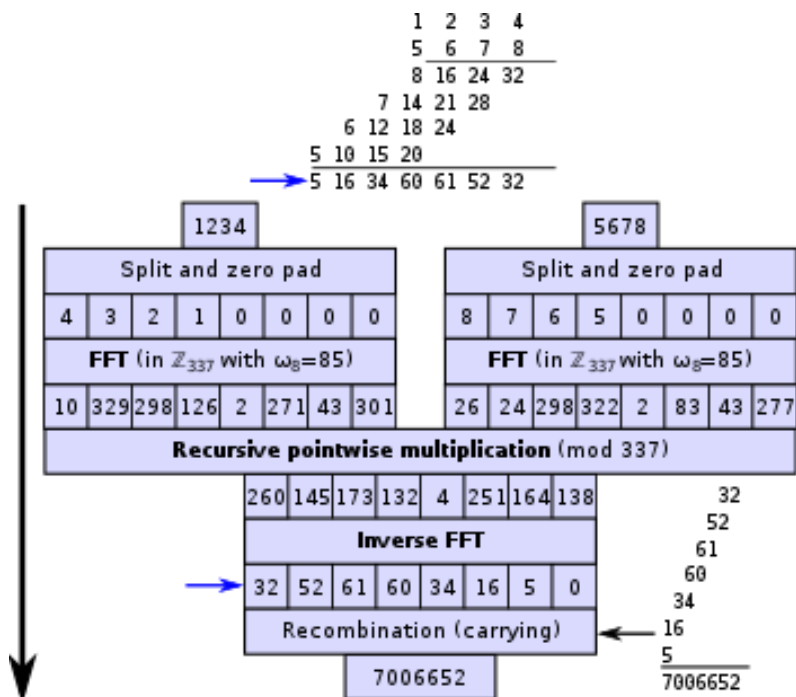 1 2 3 4
5 6 7 8
8 16 24 32
7 14 21 28
6 12 18 24
5 10 15 20
5 16 34 60 61 52 32
1234 5678
Split and zero pad Split and zero pad
4 3 2 1 0 0 0 0 8 7 6 5 0 0 0 0
FFT (in ℤ₃₃₇ with ω₈=85) FFT (in ℤ₃₃₇ with ω₈=85)
10 329 298 126 2 271 43 301 26 24 298 322 2 83 43 277
Recursive pointwise multiplication (mod 337)
260 145 173 132 4 251 164 138
Inverse FFT
32 52 61 60 34 16 5 0
Recombination (carrying)
7006652
32
52
61
60
34
16
5
7006652